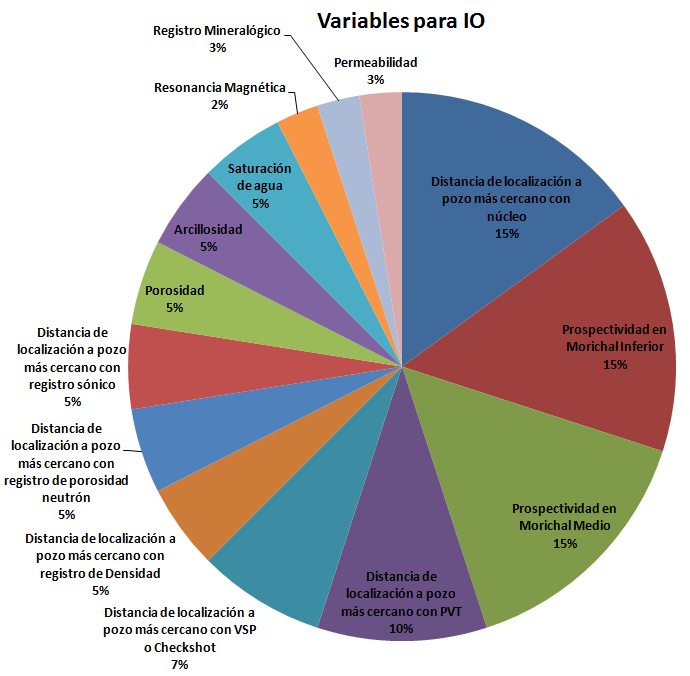 Variables para IO
Distancia de localización a
pozo más cercano con
núcleo
15%
Prospectividad en
Morichal Inferior
15%
Prospectividad en
Morichal Medio
15%
Distancia de
localización a pozo
más cercano con PVT
10%
Distancia de localización a
pozo más cercano con VSP
o Checkshot
7%
Distancia de localización a
pozo más cercano con
registro de Densidad
5%
Distancia de
localización a pozo
más cercano con
registro de porosidad
neutrón
5%
Distancia de
localización a pozo
más cercano con
registro sónico
5%
Porosidad
5%
Arcillosidad
5%
Saturación
de agua
5%
Resonancia Magnética
2%
Registro Mineralógico
3%
Permeabilidad
3%